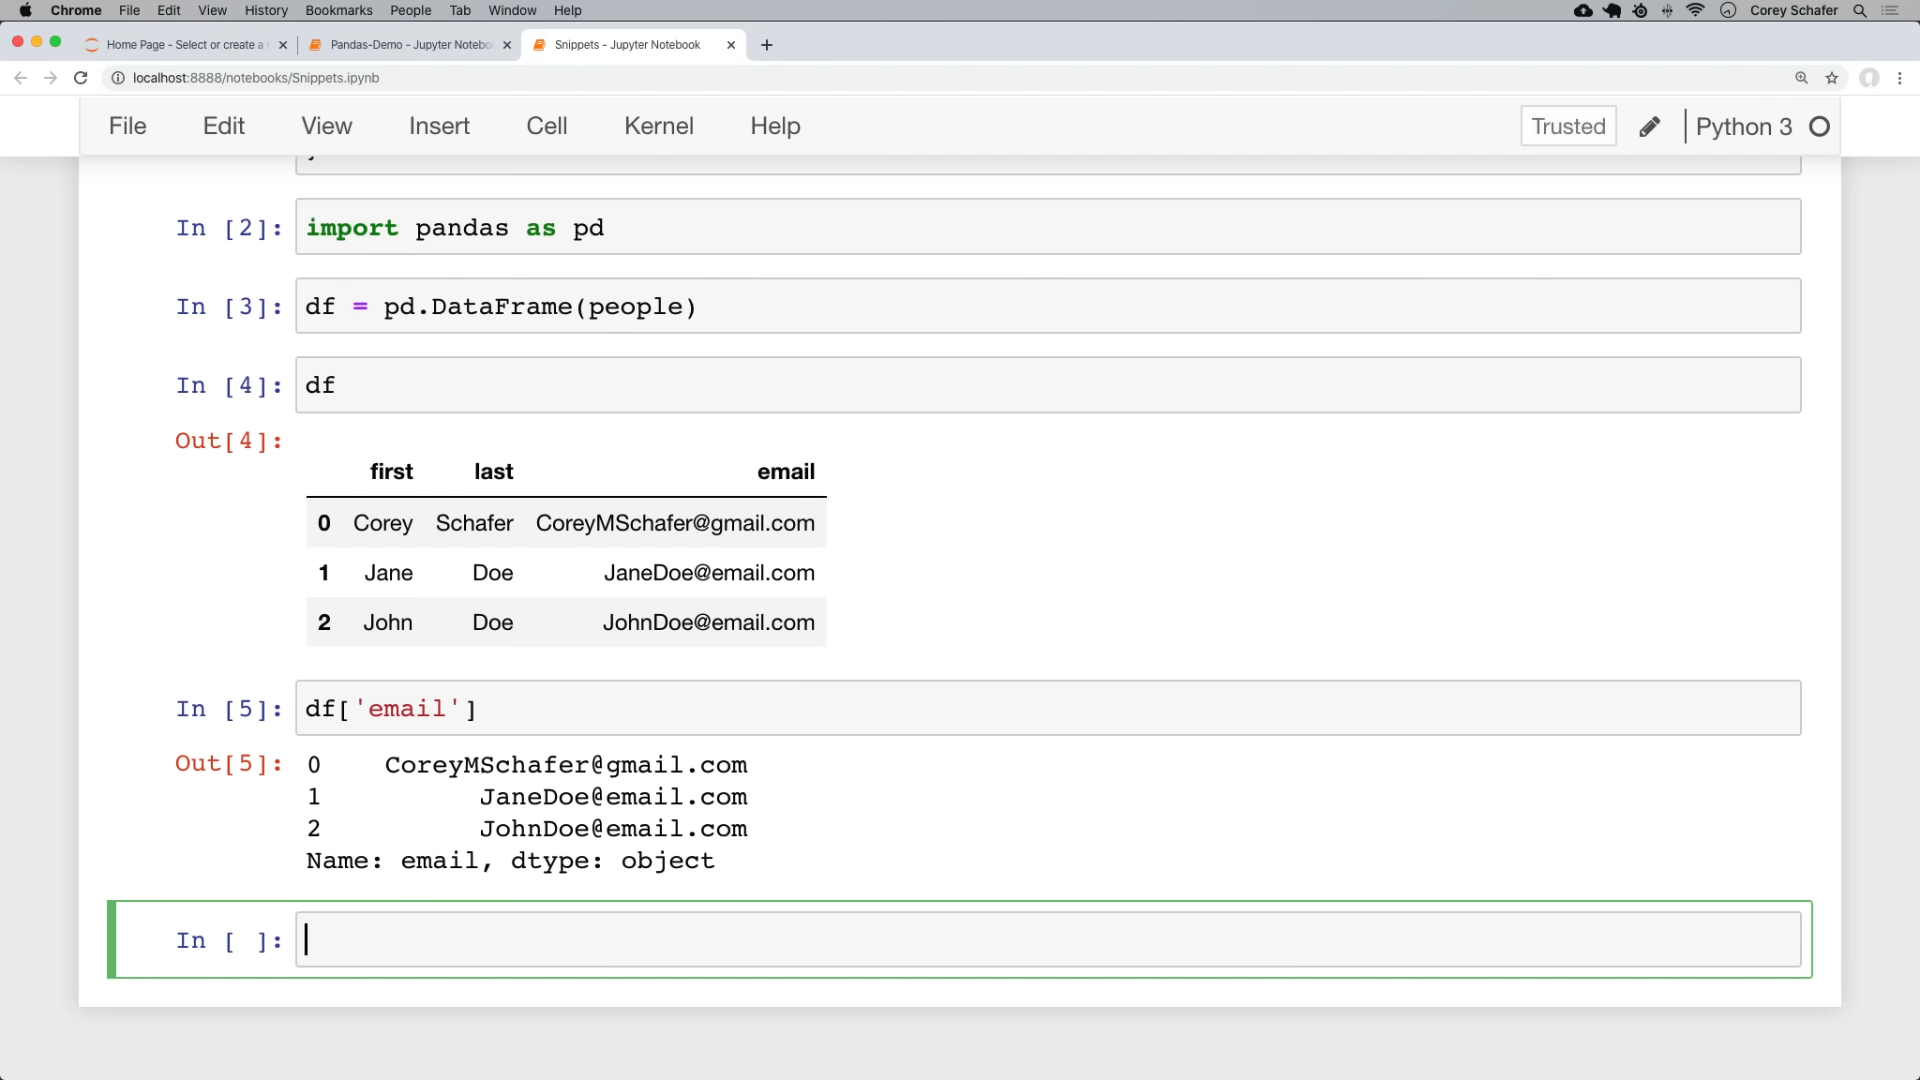 Chrome File Edit View History Bookmarks People Tab Window Help Corey Schafer
Home Page - Select or create a Pandas-Demo - Jupyter Notebo Snippets - Jupyter Notebook
localhost:8888/notebooks/Snippets.ipynb
File Edit View Insert Cell Kernel Help Trusted Python 3
In [2]: import pandas as pd
In [3]: df = pd.DataFrame(people)
In [4]: df
Out[4]:
first last email
0 Corey Schafer CoreyMSchafer@gmail.com
1 Jane Doe JaneDoe@email.com
2 John Doe JohnDoe@email.com
In [5]: df['email']
Out[5]: 0 CoreyMSchafer@gmail.com
1 JaneDoe@email.com
2 JohnDoe@email.com
Name: email, dtype: object
In [ ]: